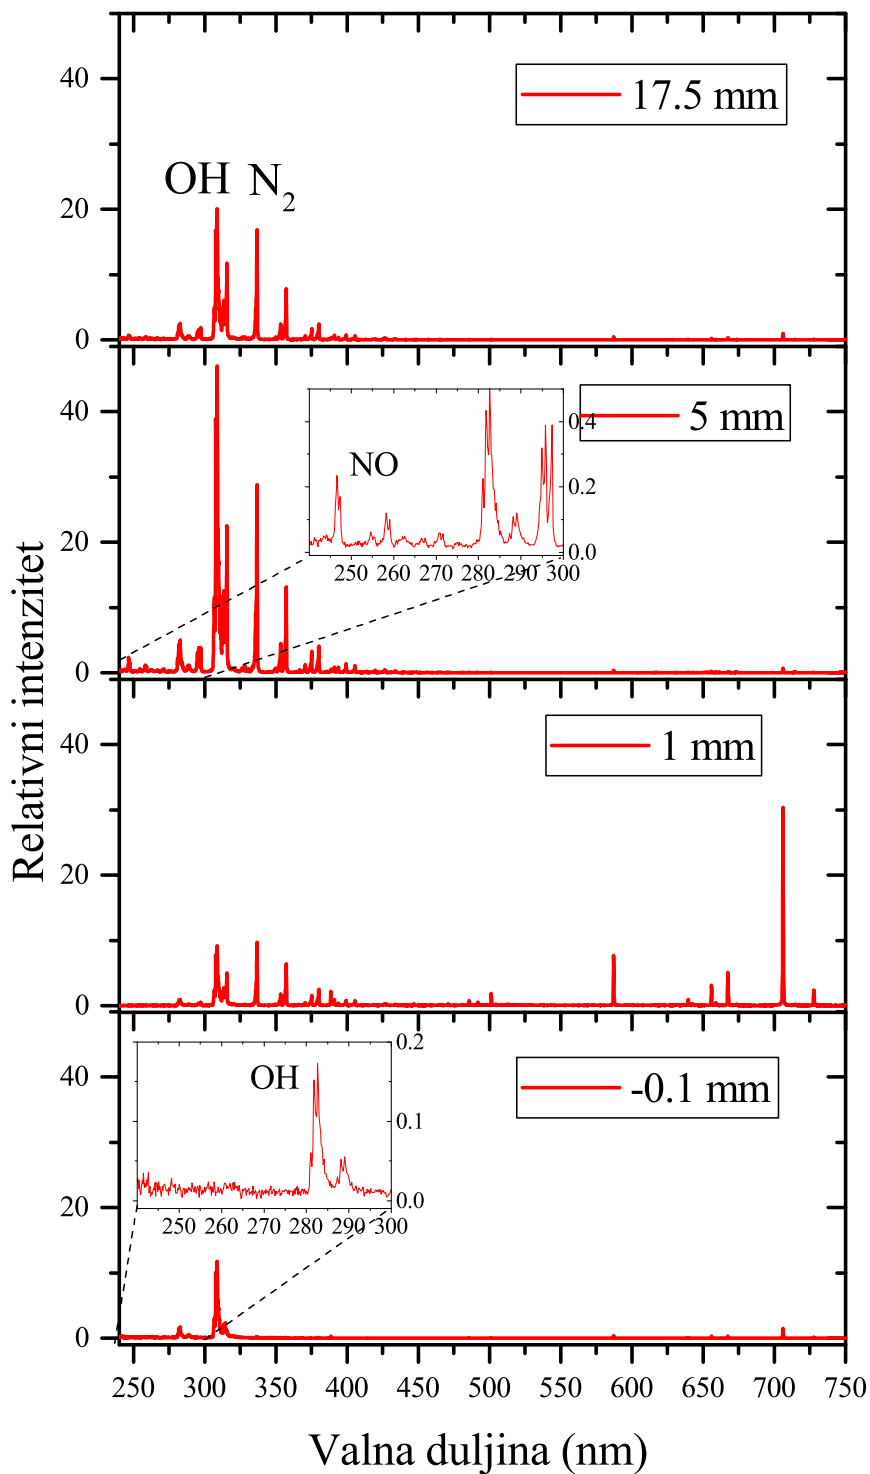 Relativni intenzitet
40
20
0
17.5 mm
OH
N₂
40
20
0
5 mm
NO
0.4
0.2
0.0
250 260 270 280 290 300
40
20
0
1 mm
40
20
0
-0.1 mm
OH
0.2
0.1
0.0
250 260 270 280 290 300
250 300 350 400 450 500 550 600 650 700 750
Valna duljina (nm)